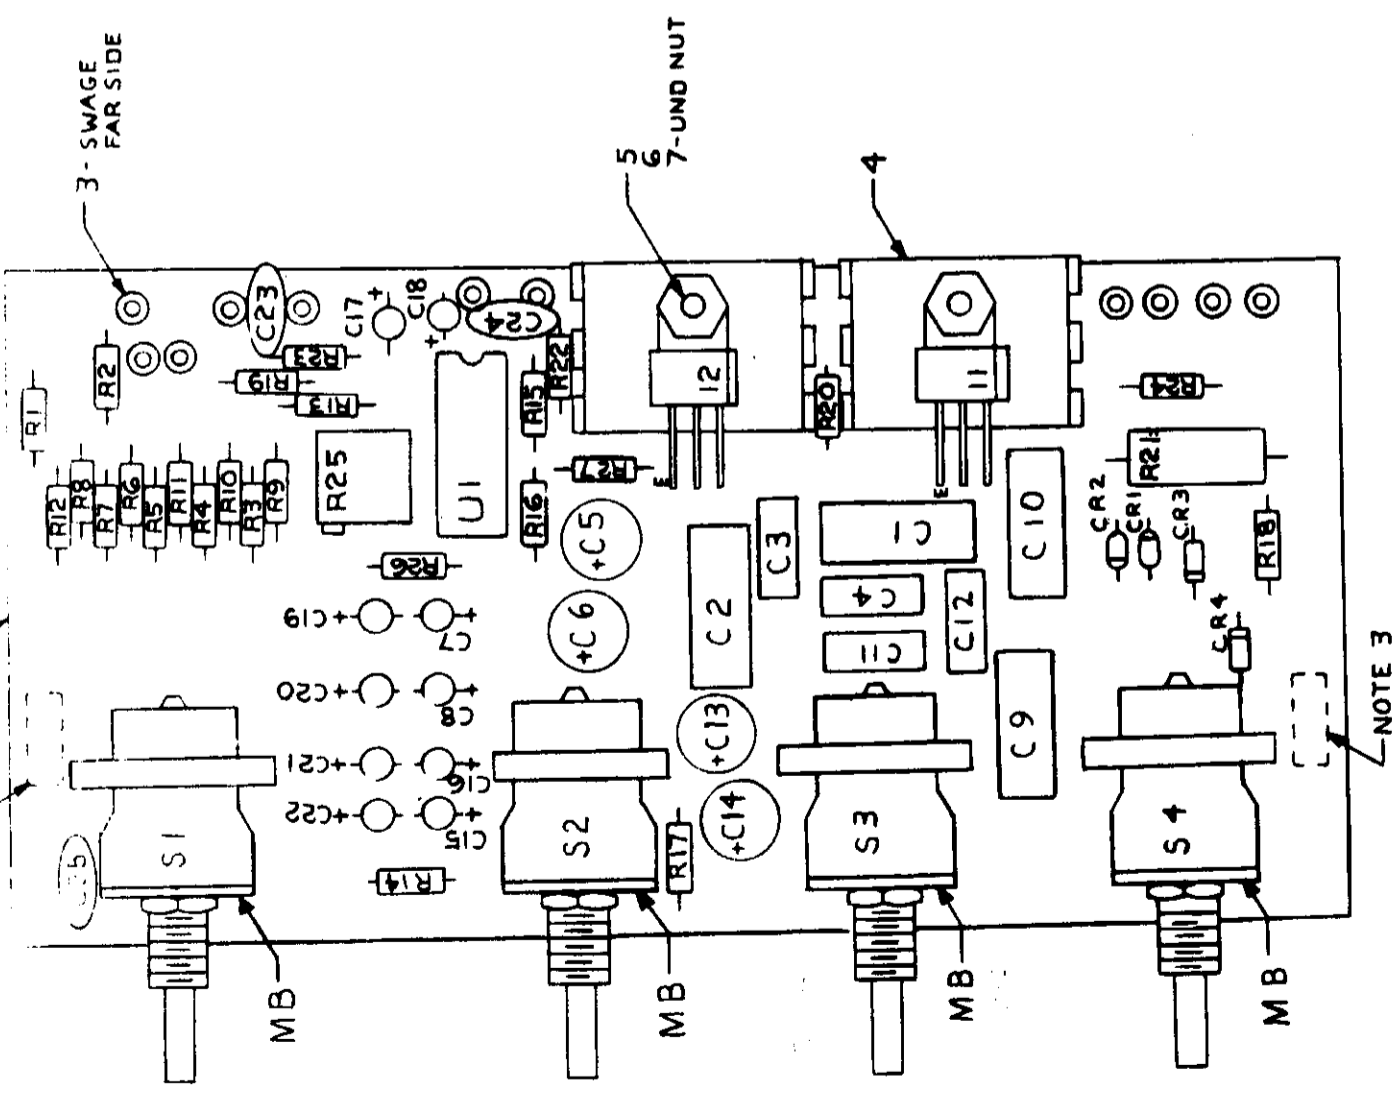 3- SWAGE
FAR SIDE
5
6
7-UND NUT
4
R1
R2
C23
C17
+
C18
+
C24
R23
R19
R13
R22
R15
R12
R8
R7
R6
R5
R11
R4
R10
R3
R9
R25
U1
R16
R27
R26
I2
E
R20
I1
E
R24
R21
R18
CR2
CR1
CR3
CR4
+C5
+C6
C2
C3
C1
C4
C11
C12
C10
C9
+C13
+C14
C19+
+
C7
C20+
+
C8
C21+
+
C16
C22+
+
C15
R14
R17
S1
S2
S3
S4
MB
MB
MB
MB
NOTE 3